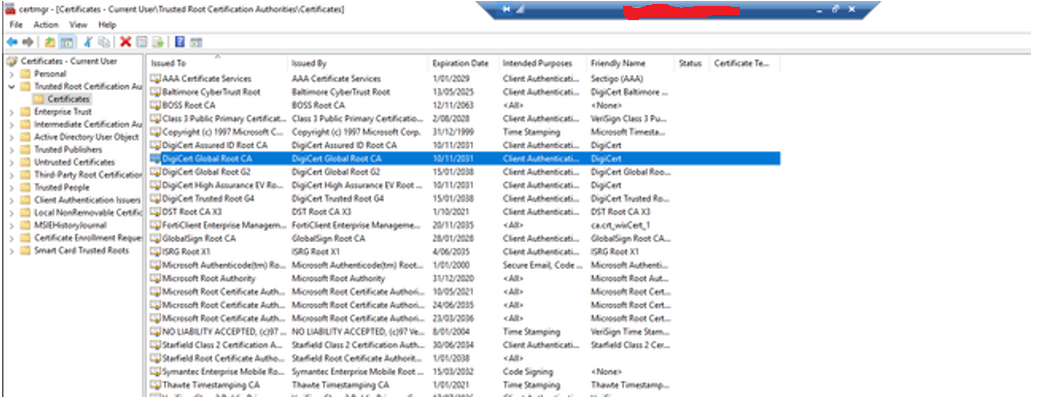 certmgr - [Certificates - Current User\Trusted Root Certification Authorities\Certificates]
File Action View Help
Certificates - Current User
Personal
Trusted Root Certification Au
Certificates
Enterprise Trust
Intermediate Certification Au
Active Directory User Object
Trusted Publishers
Untrusted Certificates
Third-Party Root Certification
Trusted People
Client Authentication Issuers
Local NonRemovable Certific
MSIEHistoryJournal
Certificate Enrollment Reque
Smart Card Trusted Roots
Issued To Issued By Expiration Date Intended Purposes Friendly Name Status Certificate Te...
AAA Certificate Services AAA Certificate Services 1/01/2029 Client Authenticati... Sectigo (AAA)
Baltimore CyberTrust Root Baltimore CyberTrust Root 13/05/2025 Client Authenticati... DigiCert Baltimore ...
BOSS Root CA BOSS Root CA 12/11/2063 <All> <None>
Class 3 Public Primary Certificat... Class 3 Public Primary Certificat... 2/08/2028 Client Authenticati... VeriSign Class 3 Pu...
Copyright (c) 1997 Microsoft C... Copyright (c) 1997 Microsoft Corp. 31/12/1999 Time Stamping Microsoft Timesta...
DigiCert Assured ID Root CA DigiCert Assured ID Root CA 10/11/2031 Client Authenticati... DigiCert
DigiCert Global Root CA DigiCert Global Root CA 10/11/2031 Client Authenticati... DigiCert
DigiCert Global Root G2 DigiCert Global Root G2 15/01/2038 Client Authenticati... DigiCert Global Roo...
DigiCert High Assurance EV Ro... DigiCert High Assurance EV Root ... 10/11/2031 Client Authenticati... DigiCert
DigiCert Trusted Root G4 DigiCert Trusted Root G4 15/01/2038 Client Authenticati... DigiCert Trusted Ro...
DST Root CA X3 DST Root CA X3 1/10/2021 Client Authenticati... DST Root CA X3
FortiClient Enterprise Managem... FortiClient Enterprise Manageme... 20/11/2035 <All> ca.crt_wixCert_1
GlobalSign Root CA GlobalSign Root CA 28/01/2028 Client Authenticati... GlobalSign Root CA...
ISRG Root X1 ISRG Root X1 4/06/2035 Client Authenticati... ISRG Root X1
Microsoft Authenticode(tm) Ro... Microsoft Authenticode(tm) Root... 1/01/2000 Secure Email, Code ... Microsoft Authenti...
Microsoft Root Authority Microsoft Root Authority 31/12/2020 <All> Microsoft Root Aut...
Microsoft Root Certificate Auth... Microsoft Root Certificate Authori... 10/05/2021 <All> Microsoft Root Cert...
Microsoft Root Certificate Auth... Microsoft Root Certificate Authori... 24/06/2035 <All> Microsoft Root Cert...
Microsoft Root Certificate Auth... Microsoft Root Certificate Authori... 23/03/2036 <All> Microsoft Root Cert...
NO LIABILITY ACCEPTED, (c)97 ... NO LIABILITY ACCEPTED, (c)97 Ve... 8/01/2004 Time Stamping VeriSign Time Stam...
Starfield Class 2 Certification A... Starfield Class 2 Certification Auth... 30/06/2034 Client Authenticati... Starfield Class 2 Cer...
Starfield Root Certificate Autho... Starfield Root Certificate Authorit... 1/01/2038 <All>
Symantec Enterprise Mobile Ro... Symantec Enterprise Mobile Root ... 15/03/2032 Code Signing <None>
Thawte Timestamping CA Thawte Timestamping CA 1/01/2021 Time Stamping Thawte Timestamp...